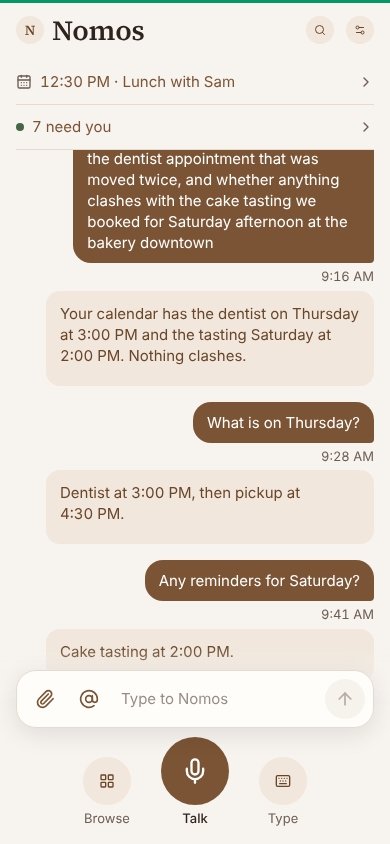 N Nomos
12:30 PM · Lunch with Sam
7 need you
the dentist appointment that was
moved twice, and whether anything
clashes with the cake tasting we
booked for Saturday afternoon at the
bakery downtown
9:16 AM
Your calendar has the dentist on Thursday
at 3:00 PM and the tasting Saturday at
2:00 PM. Nothing clashes.
What is on Thursday?
9:28 AM
Dentist at 3:00 PM, then pickup at
4:30 PM.
Any reminders for Saturday?
9:41 AM
Cake tasting at 2:00 PM.
Type to Nomos
Browse
Talk
Type